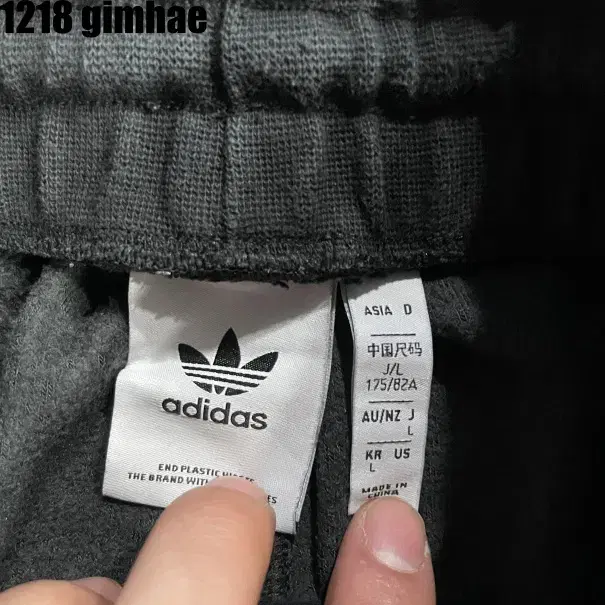 1218 gimhae
adidas
END PLASTIC WASTE
THE BRAND WITH
ES
ASIA D
中国尺码
J/L
175/82A
AU/NZ J
L
KR US
L
MADE IN
CHINA